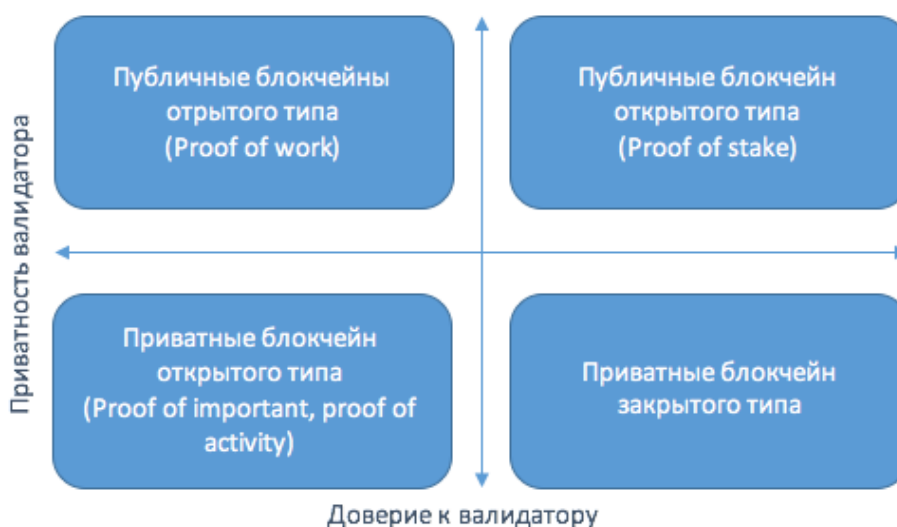 Публичные блокчейны
отрытого типа
(Proof of work)
Публичные блокчейн
открытого типа
(Proof of stake)
Приватность валидатора
Приватные блокчейн
открытого типа
(Proof of important, proof of
activity)
Приватные блокчейн
закрытого типа
Доверие к валидатору